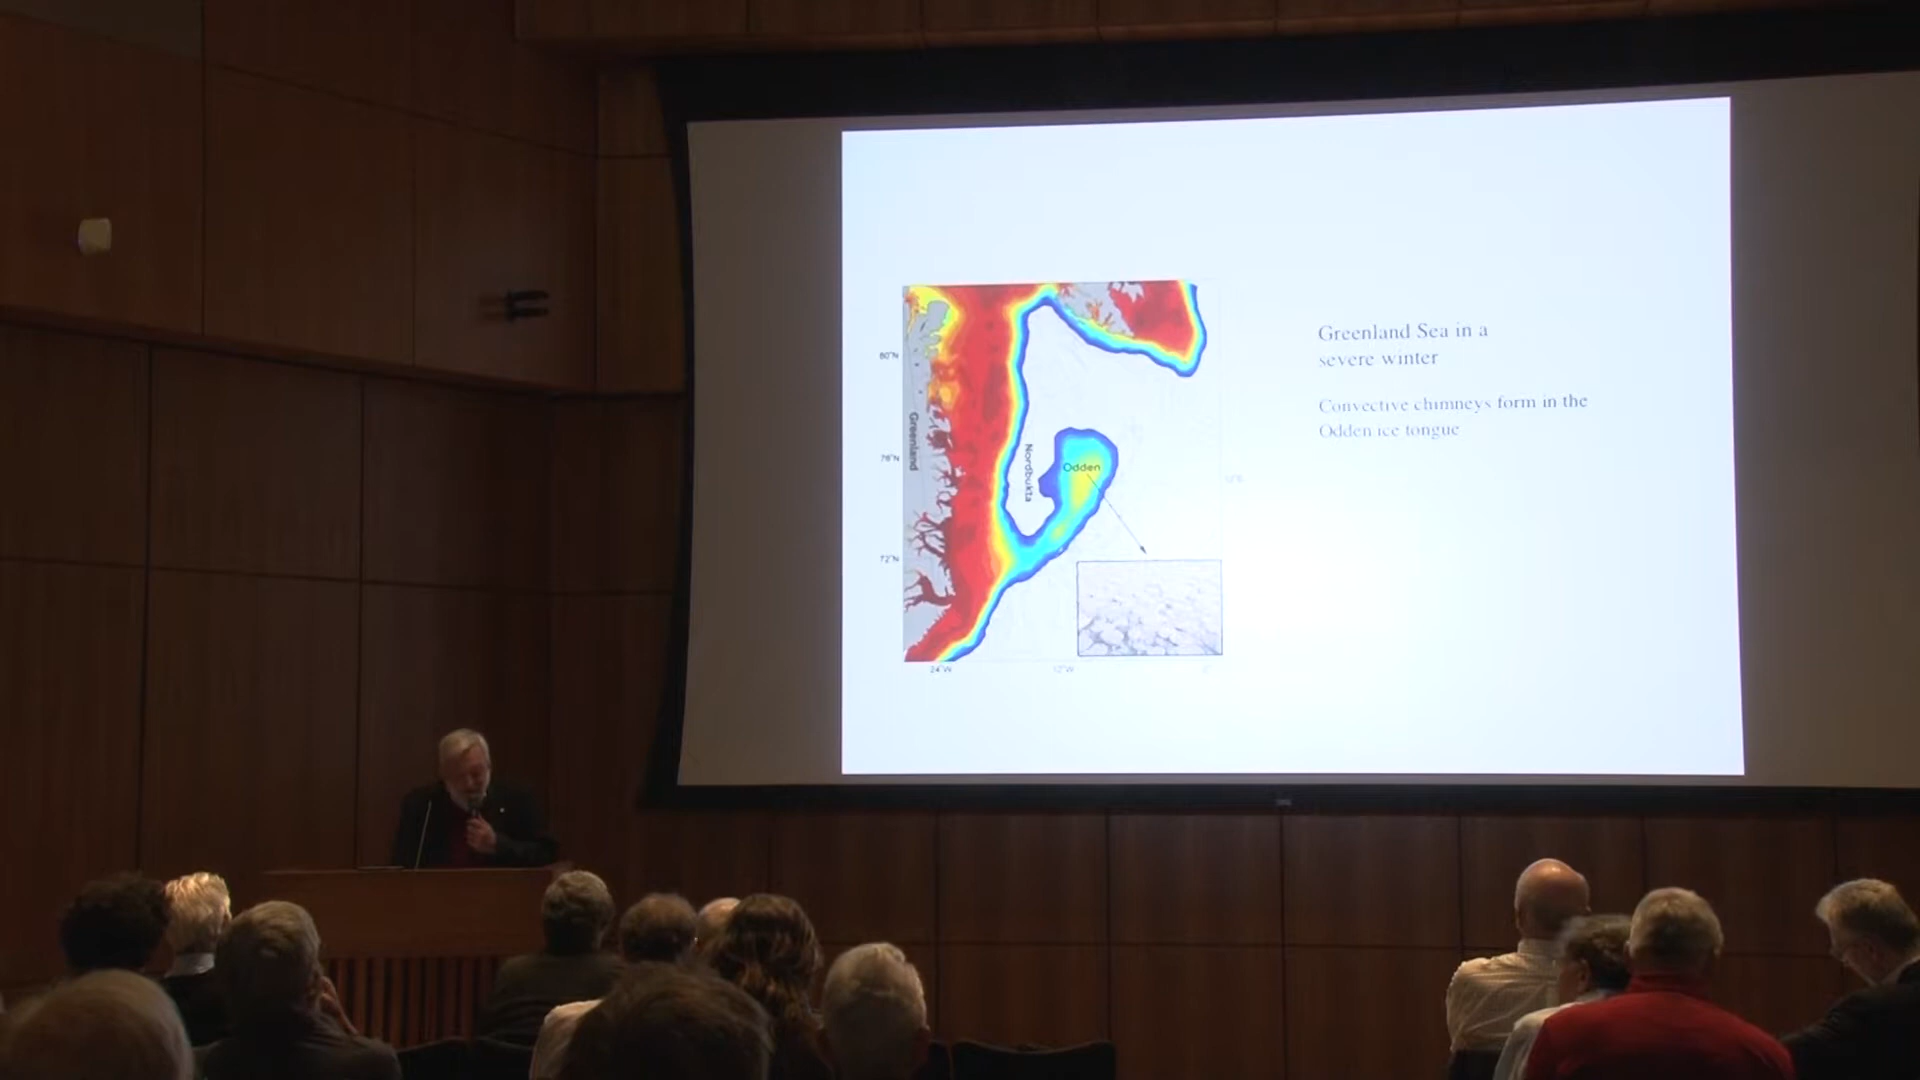 Greenland Sea in a
severe winter
Convective chimneys form in the
Odden ice tongue
80°N
Greenland
Nordbukta
Odden
72°N
24°W
12°W